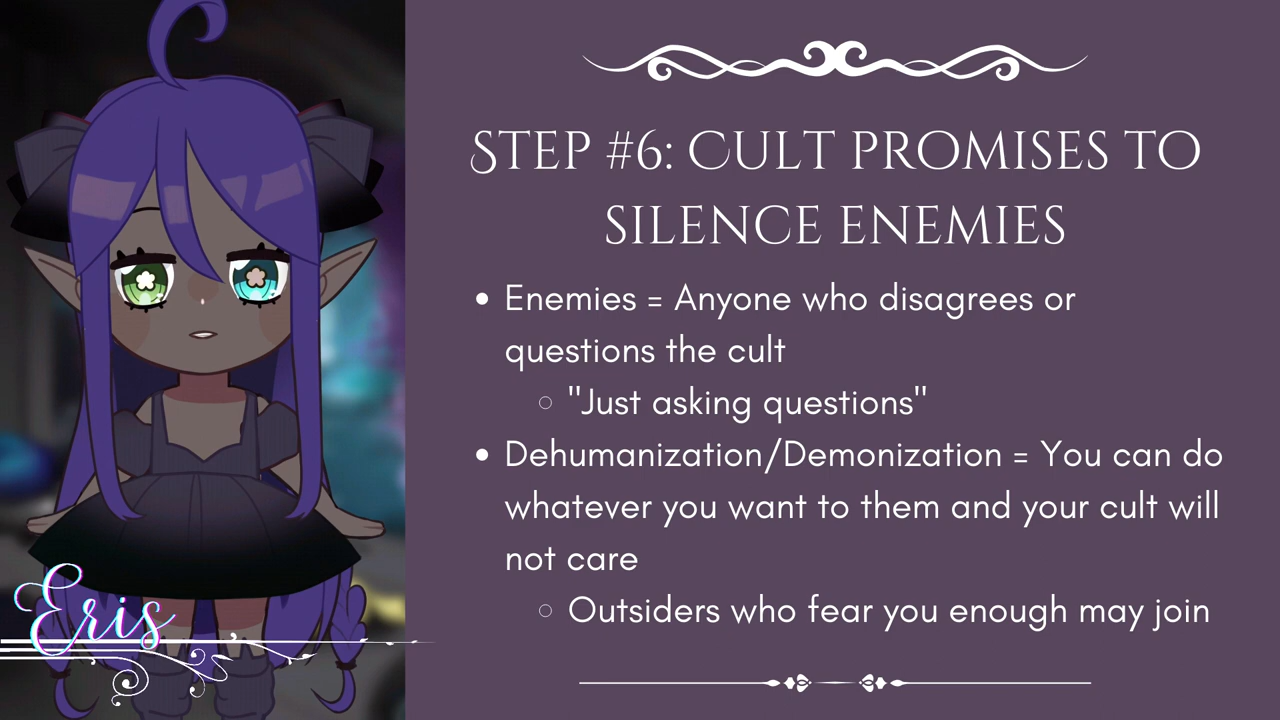 Step #6: Cult promises to
silence enemies
• Enemies = Anyone who disagrees or
questions the cult
○ "Just asking questions"
• Dehumanization/Demonization = You can do
whatever you want to them and your cult will
not care
○ Outsiders who fear you enough may join
Eris